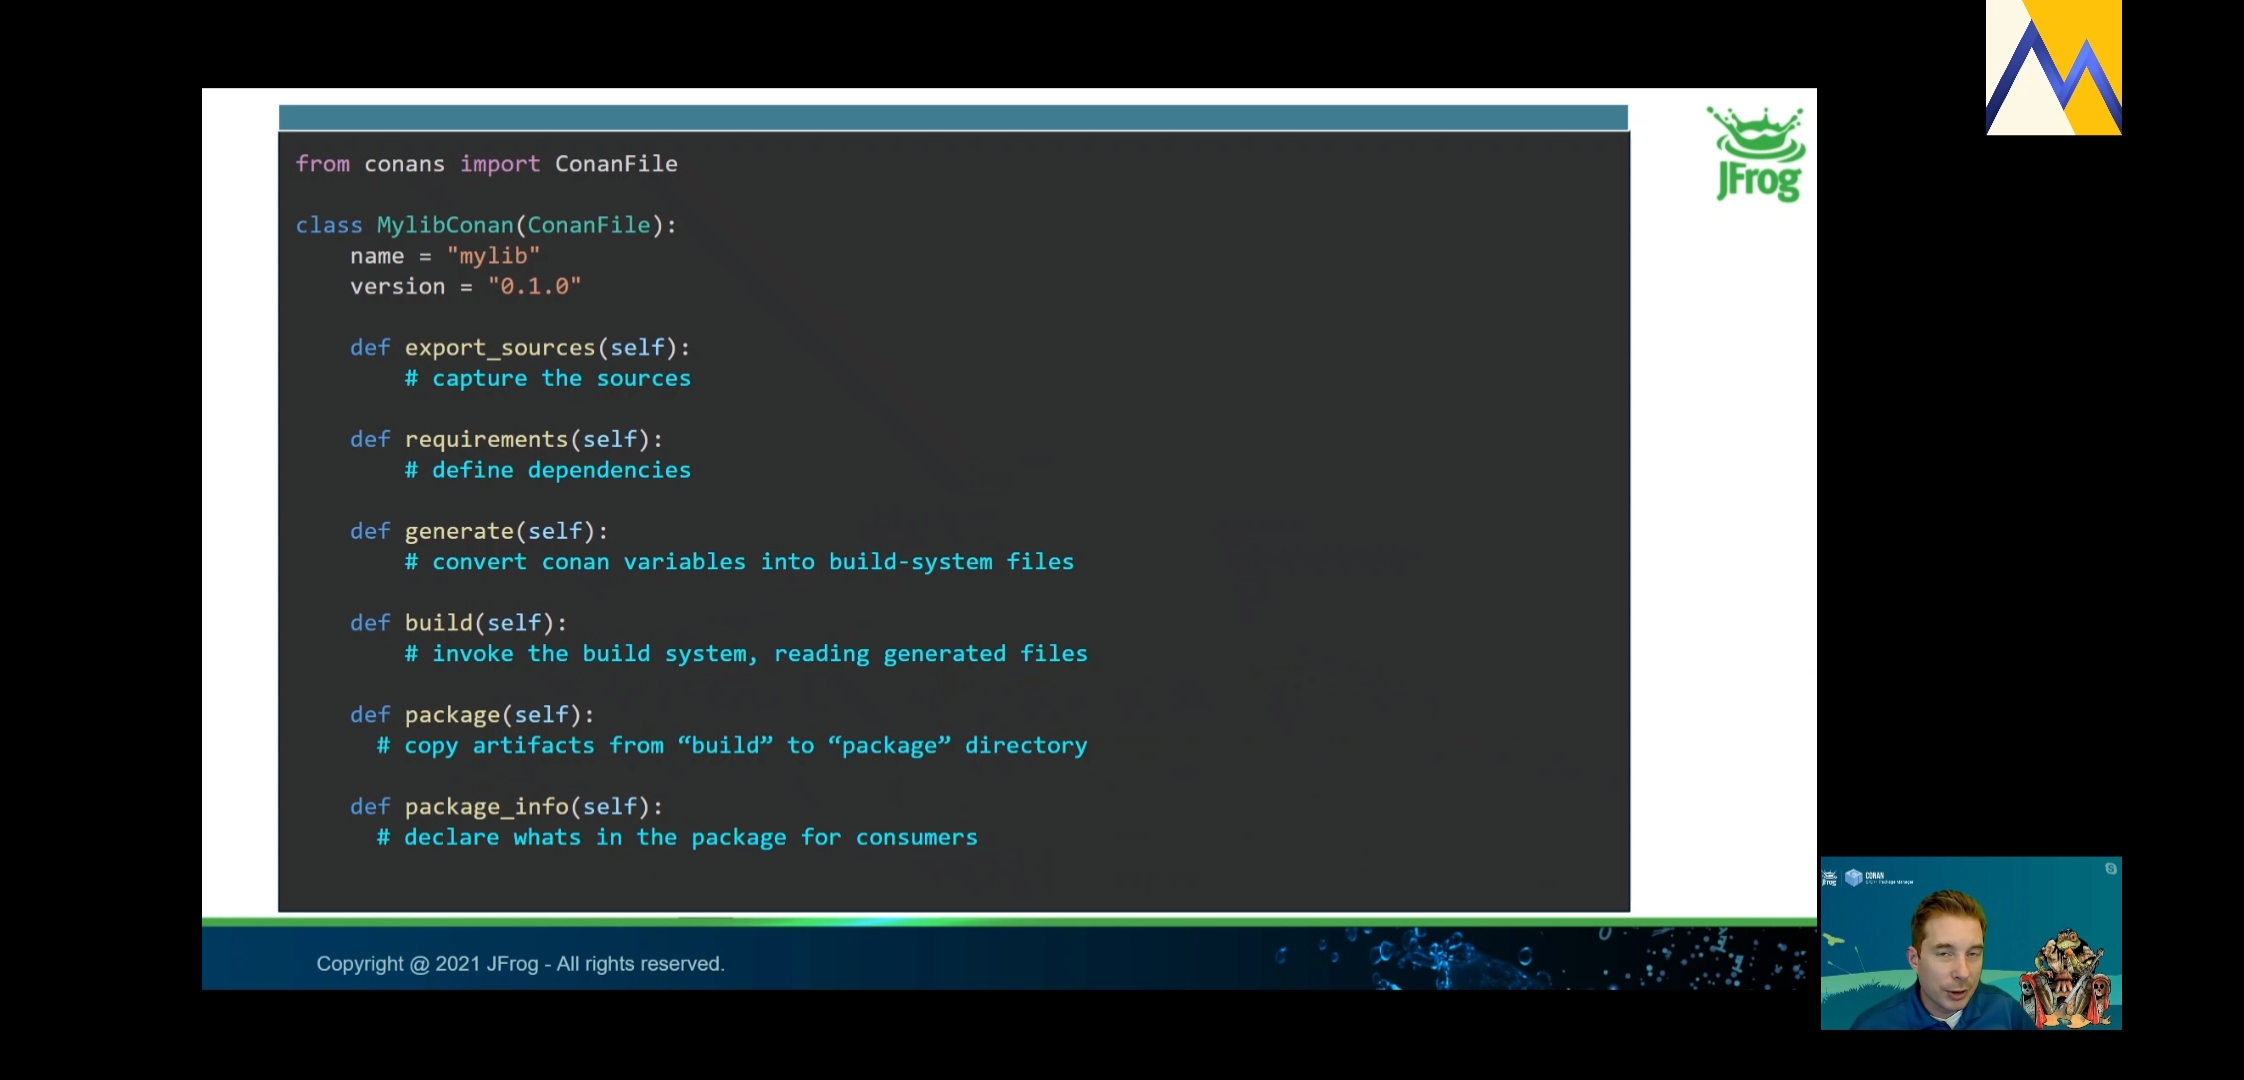 from conans import ConanFile
class MylibConan(ConanFile):
name = "mylib"
version = "0.1.0"
def export_sources(self):
# capture the sources
def requirements(self):
# define dependencies
def generate(self):
# convert conan variables into build-system files
def build(self):
# invoke the build system, reading generated files
def package(self):
# copy artifacts from “build” to “package” directory
def package_info(self):
# declare whats in the package for consumers
JFrog
Copyright @ 2021 JFrog - All rights reserved.
JFrog
CONAN
C/C++ Package Manager